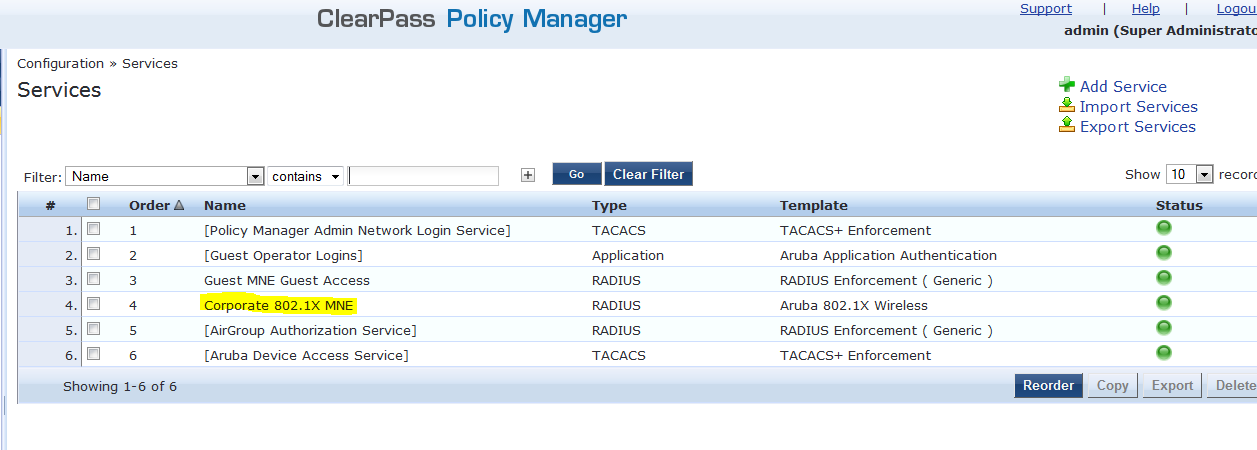 ClearPass Policy Manager
Support | Help | Logou
admin (Super Administrato
Configuration » Services
Services
Add Service
Import Services
Export Services
Filter: Name contains Go Clear Filter Show 10 recor
# Order Name Type Template Status
1. 1 [Policy Manager Admin Network Login Service] TACACS TACACS+ Enforcement
2. 2 [Guest Operator Logins] Application Aruba Application Authentication
3. 3 Guest MNE Guest Access RADIUS RADIUS Enforcement ( Generic )
4. 4 Corporate 802.1X MNE RADIUS Aruba 802.1X Wireless
5. 5 [AirGroup Authorization Service] RADIUS RADIUS Enforcement ( Generic )
6. 6 [Aruba Device Access Service] TACACS TACACS+ Enforcement
Showing 1-6 of 6 Reorder Copy Export Delete